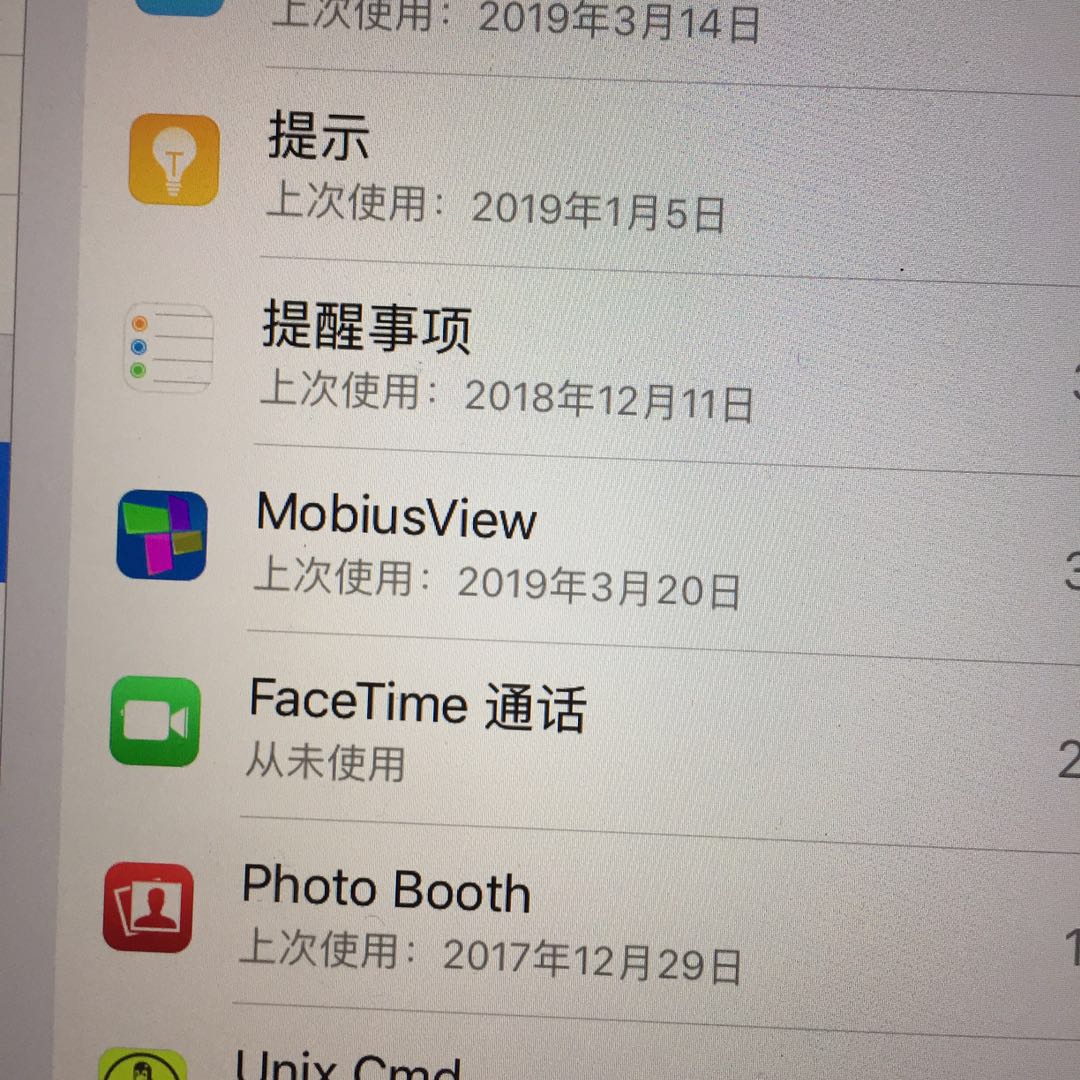 上次使用：2019年3月14日
提示
上次使用：2019年1月5日
提醒事项
上次使用：2018年12月11日
MobiusView
上次使用：2019年3月20日
3
FaceTime 通话
从未使用
2
Photo Booth
上次使用：2017年12月29日
1
Unix Cmd